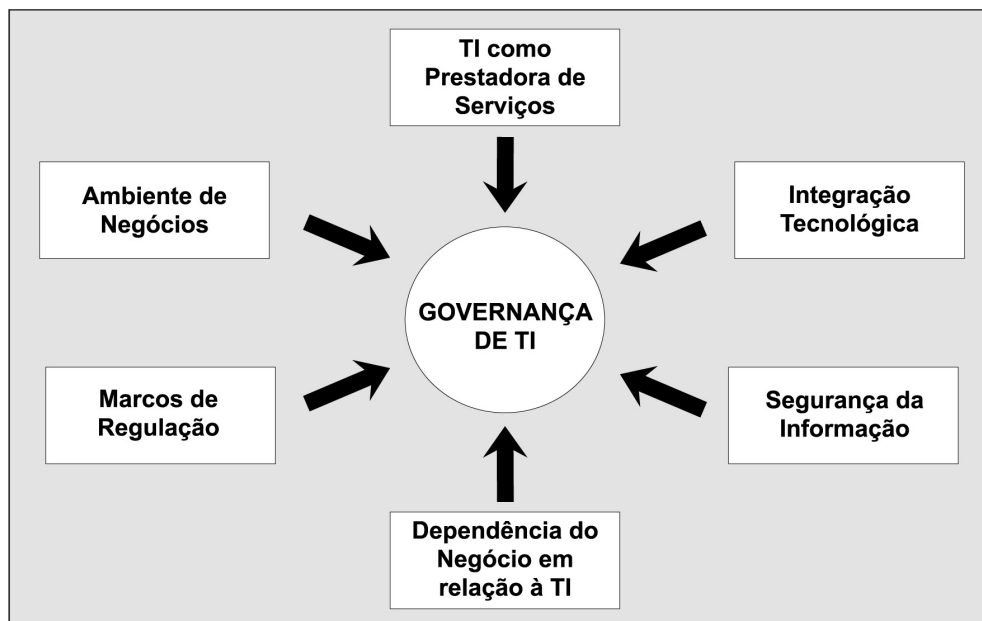 TI como
Prestadora de
Serviços
Ambiente de
Negócios
Integração
Tecnológica
GOVERNANÇA
DE TI
Marcos de
Regulação
Segurança da
Informação
Dependência do
Negócio em
relação à TI